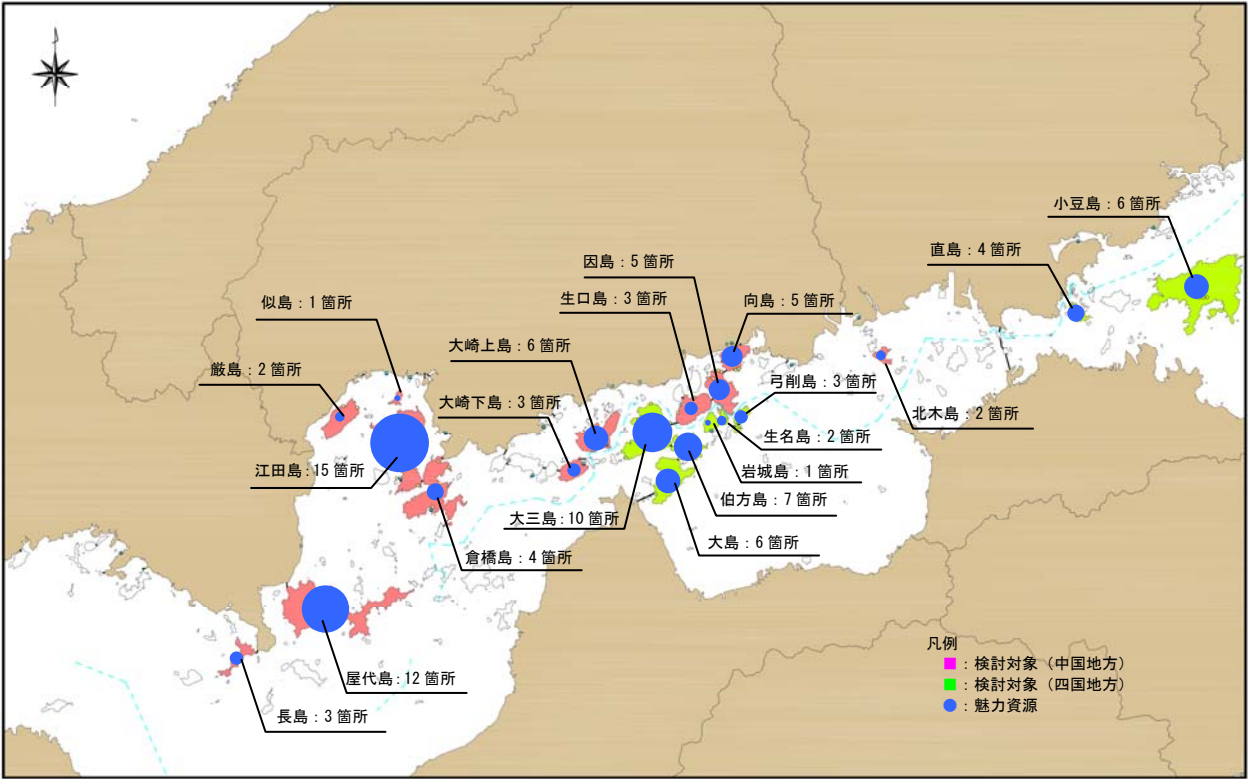 小豆島：6 箇所
直島：4 箇所
因島：5 箇所
生口島：3 箇所
向島：5 箇所
似島：1 箇所
大崎上島：6 箇所
厳島：2 箇所
大崎下島：3 箇所
弓削島：3 箇所
北木島：2 箇所
生名島：2 箇所
江田島：15 箇所
岩城島：1 箇所
伯方島：7 箇所
大三島：10 箇所
大島：6 箇所
倉橋島：4 箇所
屋代島：12 箇所
長島：3 箇所
凡例
：検討対象（中国地方）
：検討対象（四国地方）
：魅力資源